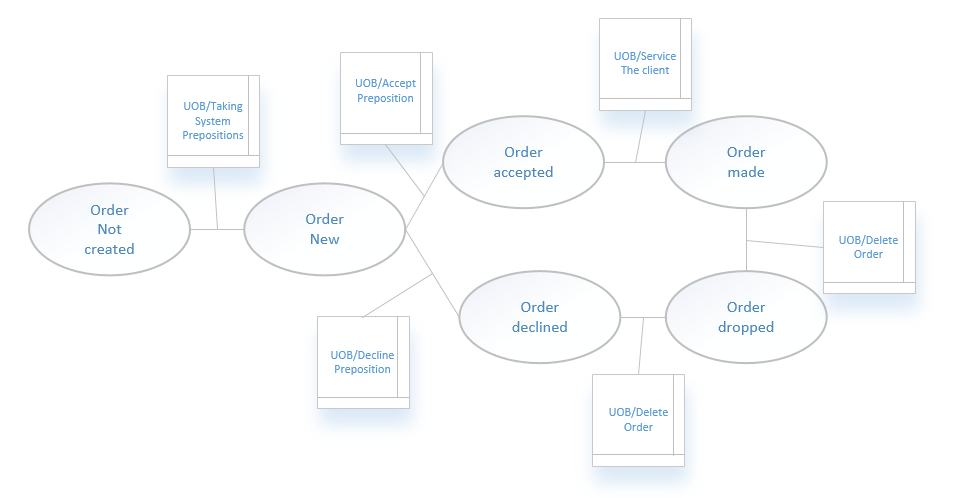 UOB/Service
The client
UOB/Accept
Preposition
UOB/Taking
System
Prepositions
Order
accepted
Order
made
Order
Not
created
Order
New
UOB/Delete
Order
Order
declined
Order
dropped
UOB/Decline
Preposition
UOB/Delete
Order